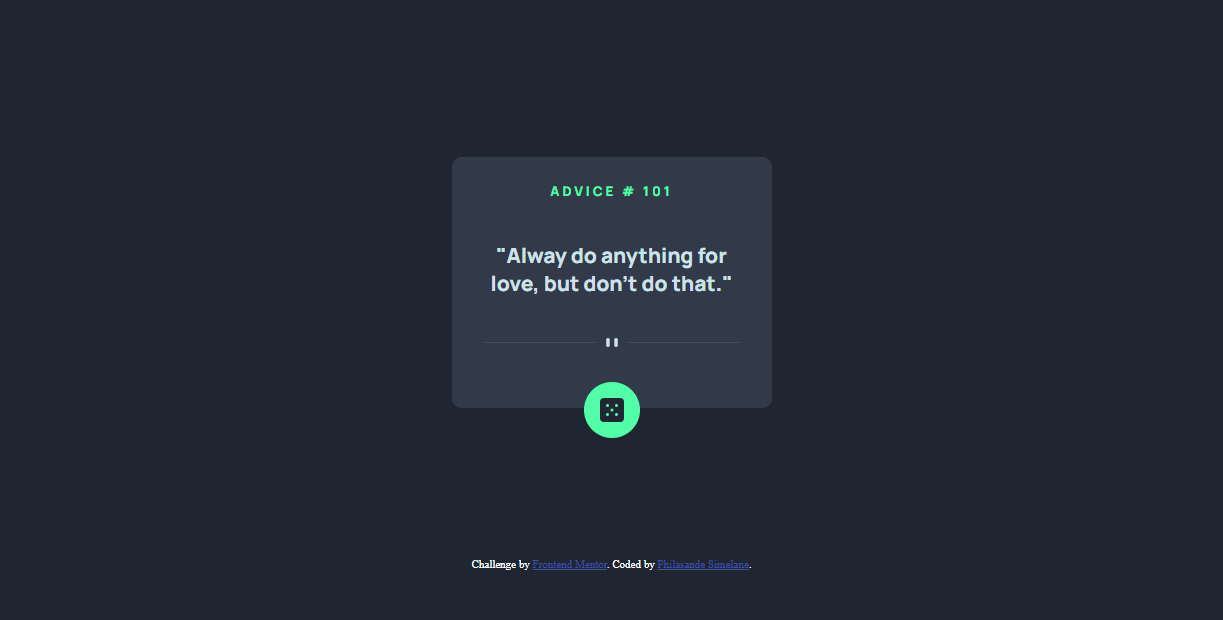 ADVICE # 101
"Alway do anything for
love, but don't do that."
Challenge by Frontend Mentor. Coded by Philasande Simelane.